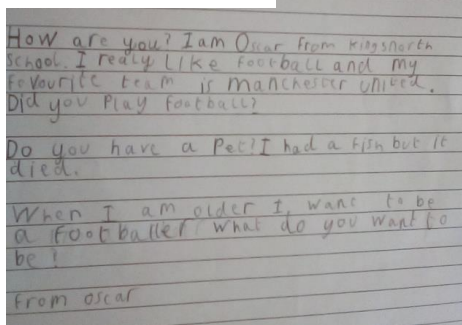 How are you? I am Oscar from Kingsnorth
School. I realy Like football and my
fovourite team is manchester united.
Did you Play football?
Do you have a Pet? I had a fish but it
died.
When I am older I want to be
a footballer what do you want to
be?
from oscar